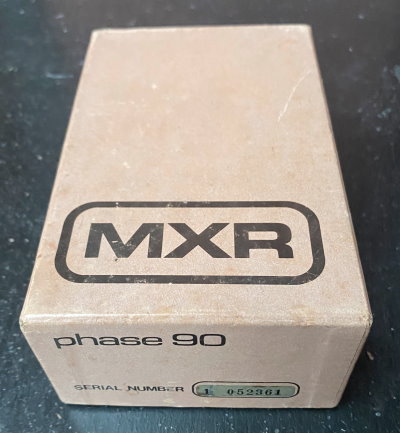 MXR
phase 90
SERIAL NUMBER 1 052361